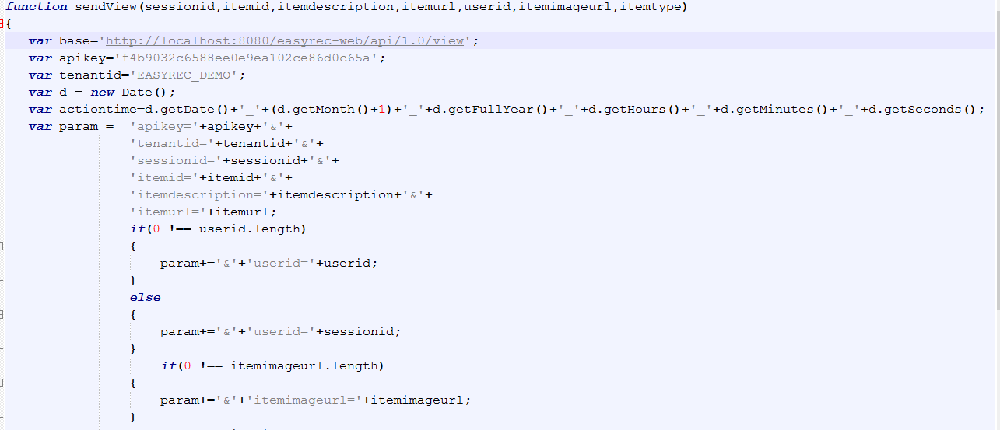 function sendView(sessionid,itemid,itemdescription,itemurl,userid,itemimageurl,itemtype)
{
var base='http://localhost:8080/easyrec-web/api/1.0/view';
var apikey='f4b9032c6588ee0e9ea102ce86d0c65a';
var tenantid='EASYREC_DEMO';
var d = new Date();
var actiontime=d.getDate()+'_'+(d.getMonth()+1)+'_'+d.getFullYear()+'_'+d.getHours()+'_'+d.getMinutes()+'_'+d.getSeconds();
var param = 'apikey='+apikey+'&'+
'tenantid='+tenantid+'&'+
'sessionid='+sessionid+'&'+
'itemid='+itemid+'&'+
'itemdescription='+itemdescription+'&'+
'itemurl='+itemurl;
if(0 !== userid.length)
{
param+='&'+'userid='+userid;
}
else
{
param+='&'+'userid='+sessionid;
}
if(0 !== itemimageurl.length)
{
param+='&'+'itemimageurl='+itemimageurl;
}